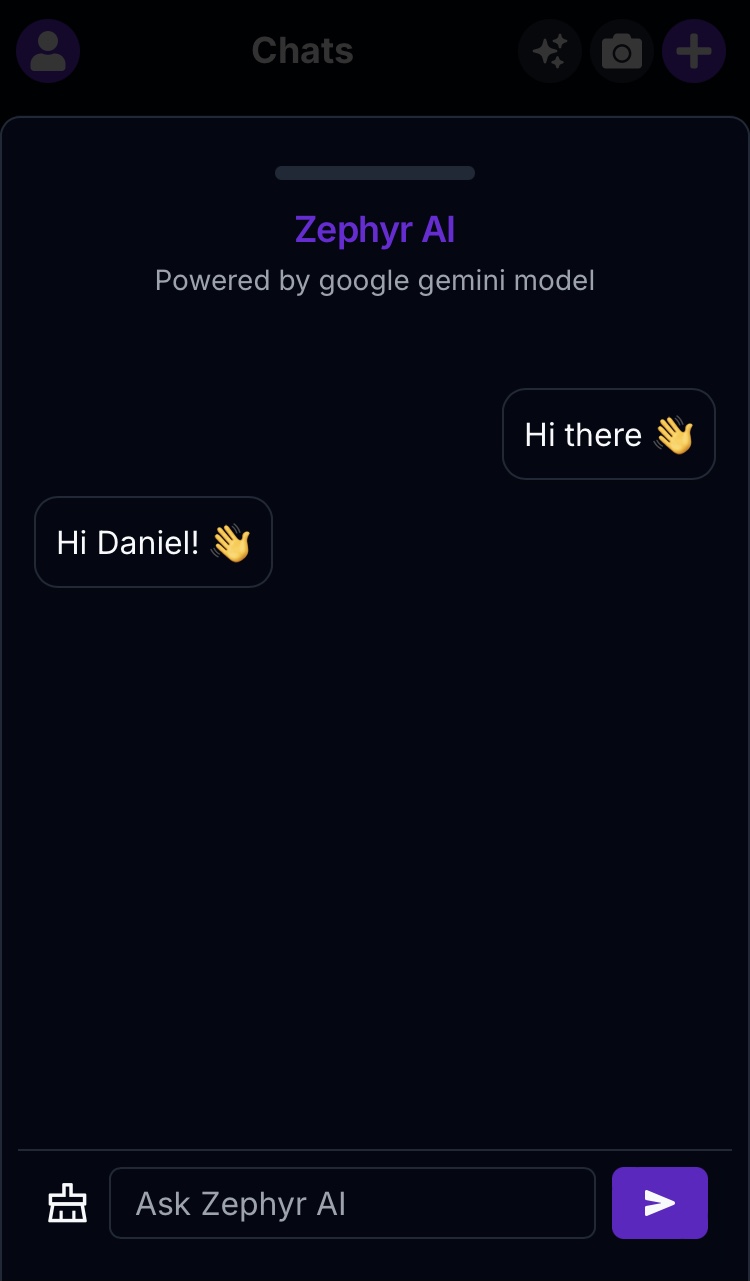 Chats
Zephyr AI
Powered by google gemini model
Hi there 👋
Hi Daniel! 👋
Ask Zephyr AI